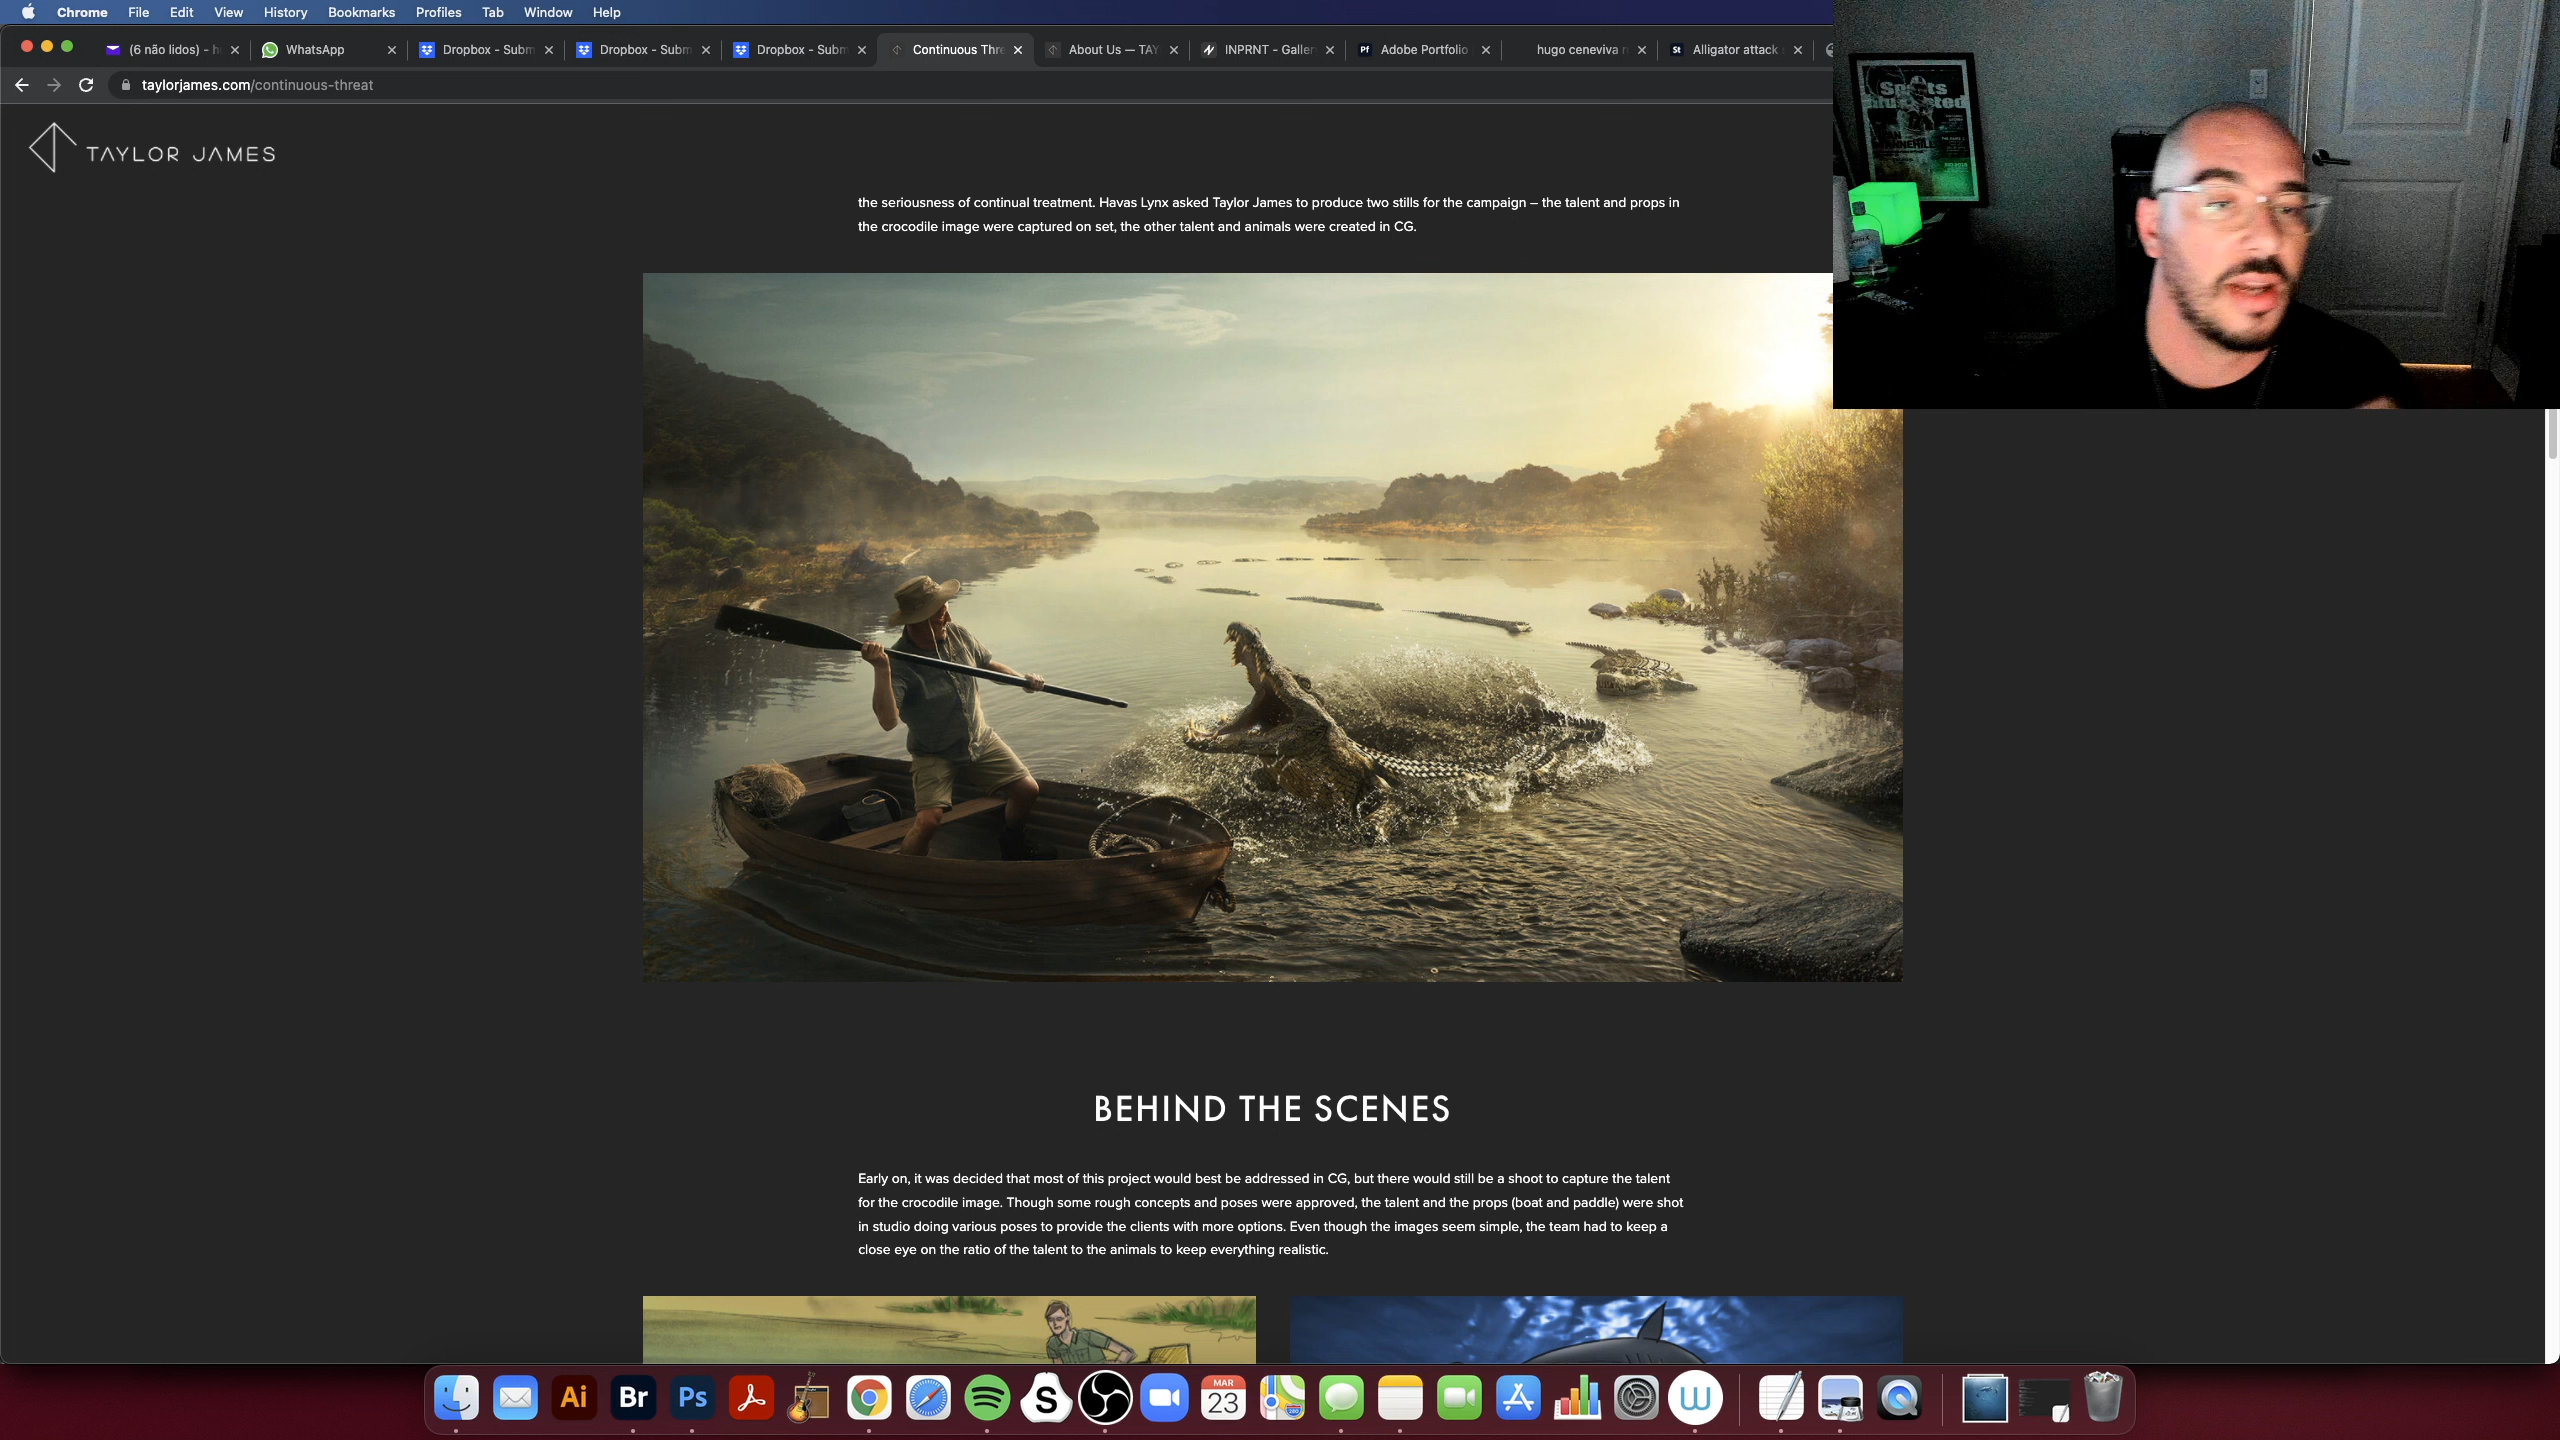 Chrome File Edit View History Bookmarks Profiles Tab Window Help
(6 não lidos) - h
WhatsApp
Dropbox - Subm
Dropbox - Subm
Dropbox - Subm
Continuous Thre
About Us — TAY
INPRNT - Galler
Pf Adobe Portfolio
hugo ceneviva r
St Alligator attack
taylorjames.com/continuous-threat
TAYLOR JAMES
Sports
Illustrated
the seriousness of continual treatment. Havas Lynx asked Taylor James to produce two stills for the campaign – the talent and props in
the crocodile image were captured on set, the other talent and animals were created in CG.
BEHIND THE SCENES
Early on, it was decided that most of this project would best be addressed in CG, but there would still be a shoot to capture the talent
for the crocodile image. Though some rough concepts and poses were approved, the talent and the props (boat and paddle) were shot
in studio doing various poses to provide the clients with more options. Even though the images seem simple, the team had to keep a
close eye on the ratio of the talent to the animals to keep everything realistic.
Ai
Br
Ps
S
MAR
23
W